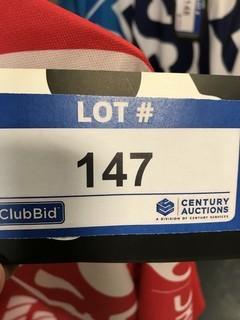 LOT #
147
ClubBid
CENTURY
AUCTIONS
A DIVISION OF CENTURY SERVICES